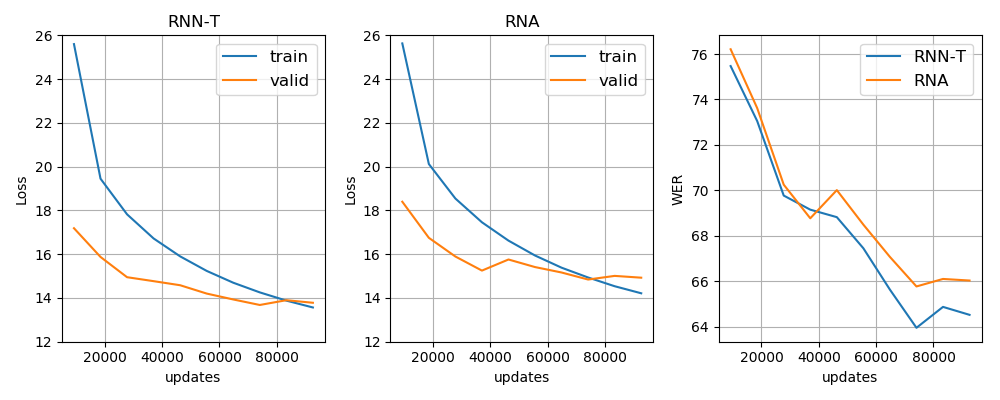 RNN-T
Loss
26
24
22
20
18
16
14
12
20000 40000 60000 80000
updates
train
valid
RNA
Loss
26
24
22
20
18
16
14
12
20000 40000 60000 80000
updates
train
valid
WER
76
74
72
70
68
66
64
20000 40000 60000 80000
updates
RNN-T
RNA